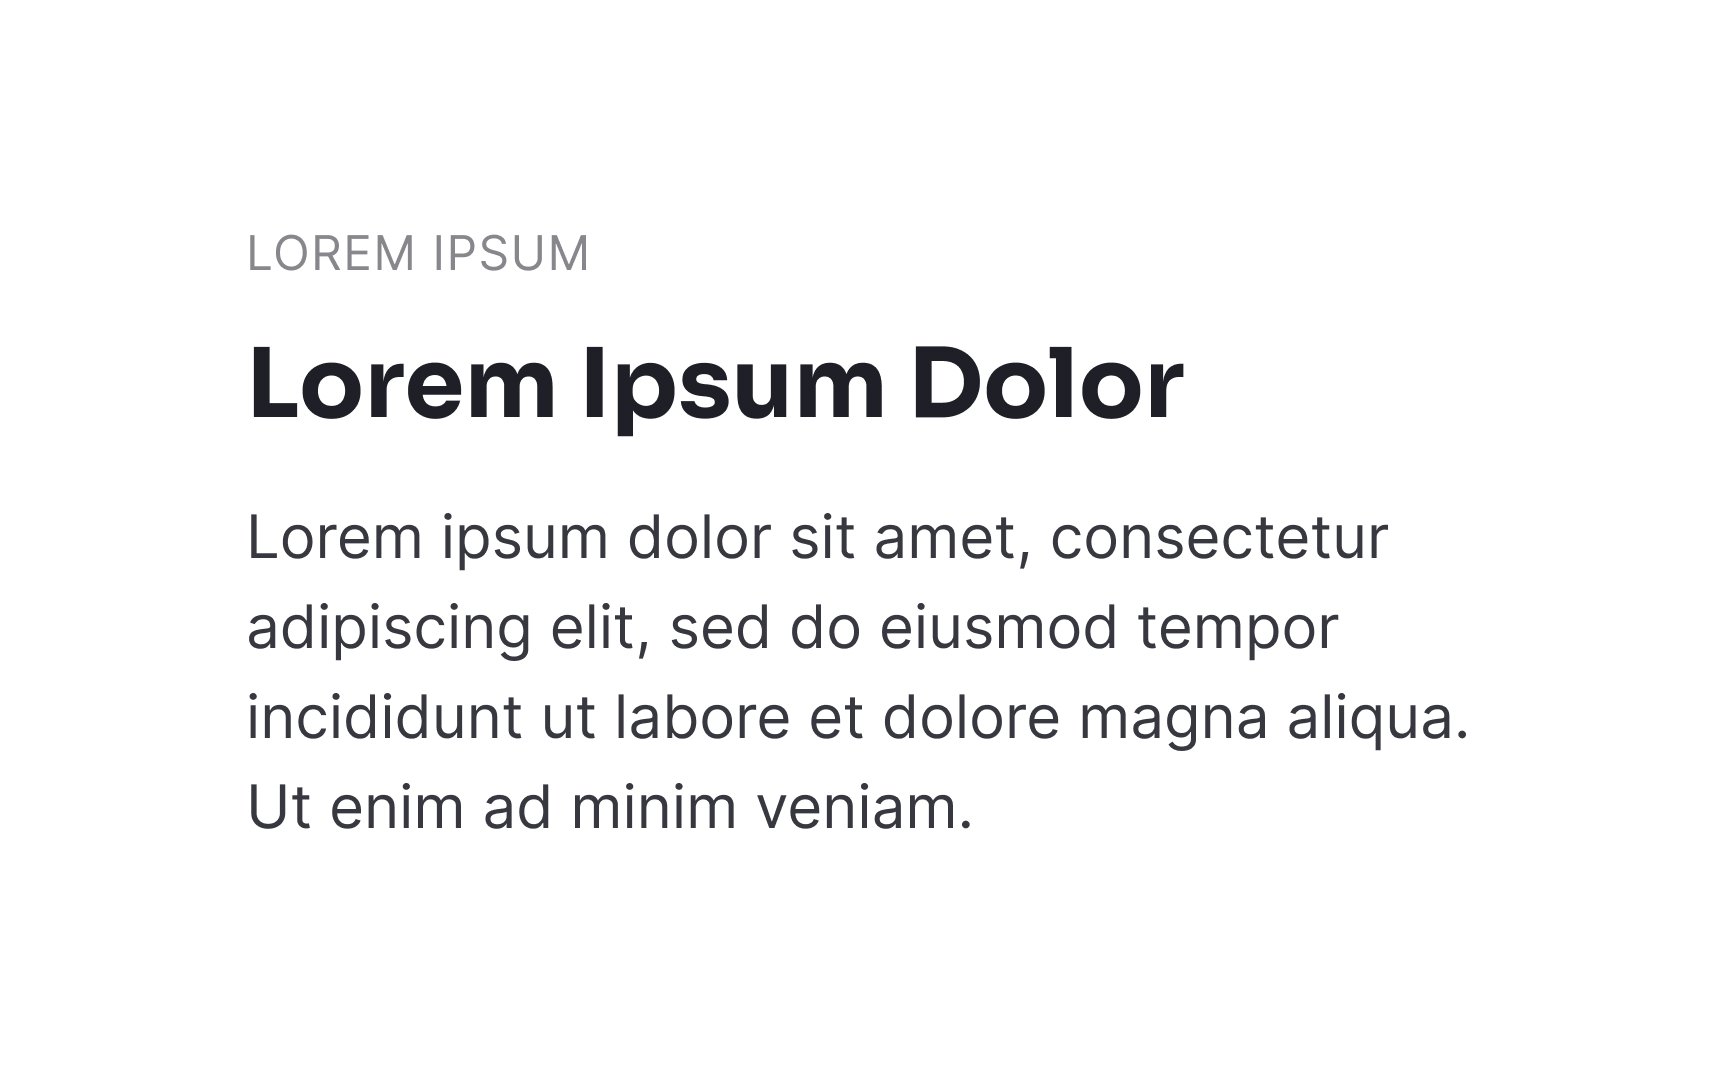 LOREM IPSUM
Lorem Ipsum Dolor
Lorem ipsum dolor sit amet, consectetur
adipiscing elit, sed do eiusmod tempor
incididunt ut labore et dolore magna aliqua.
Ut enim ad minim veniam.